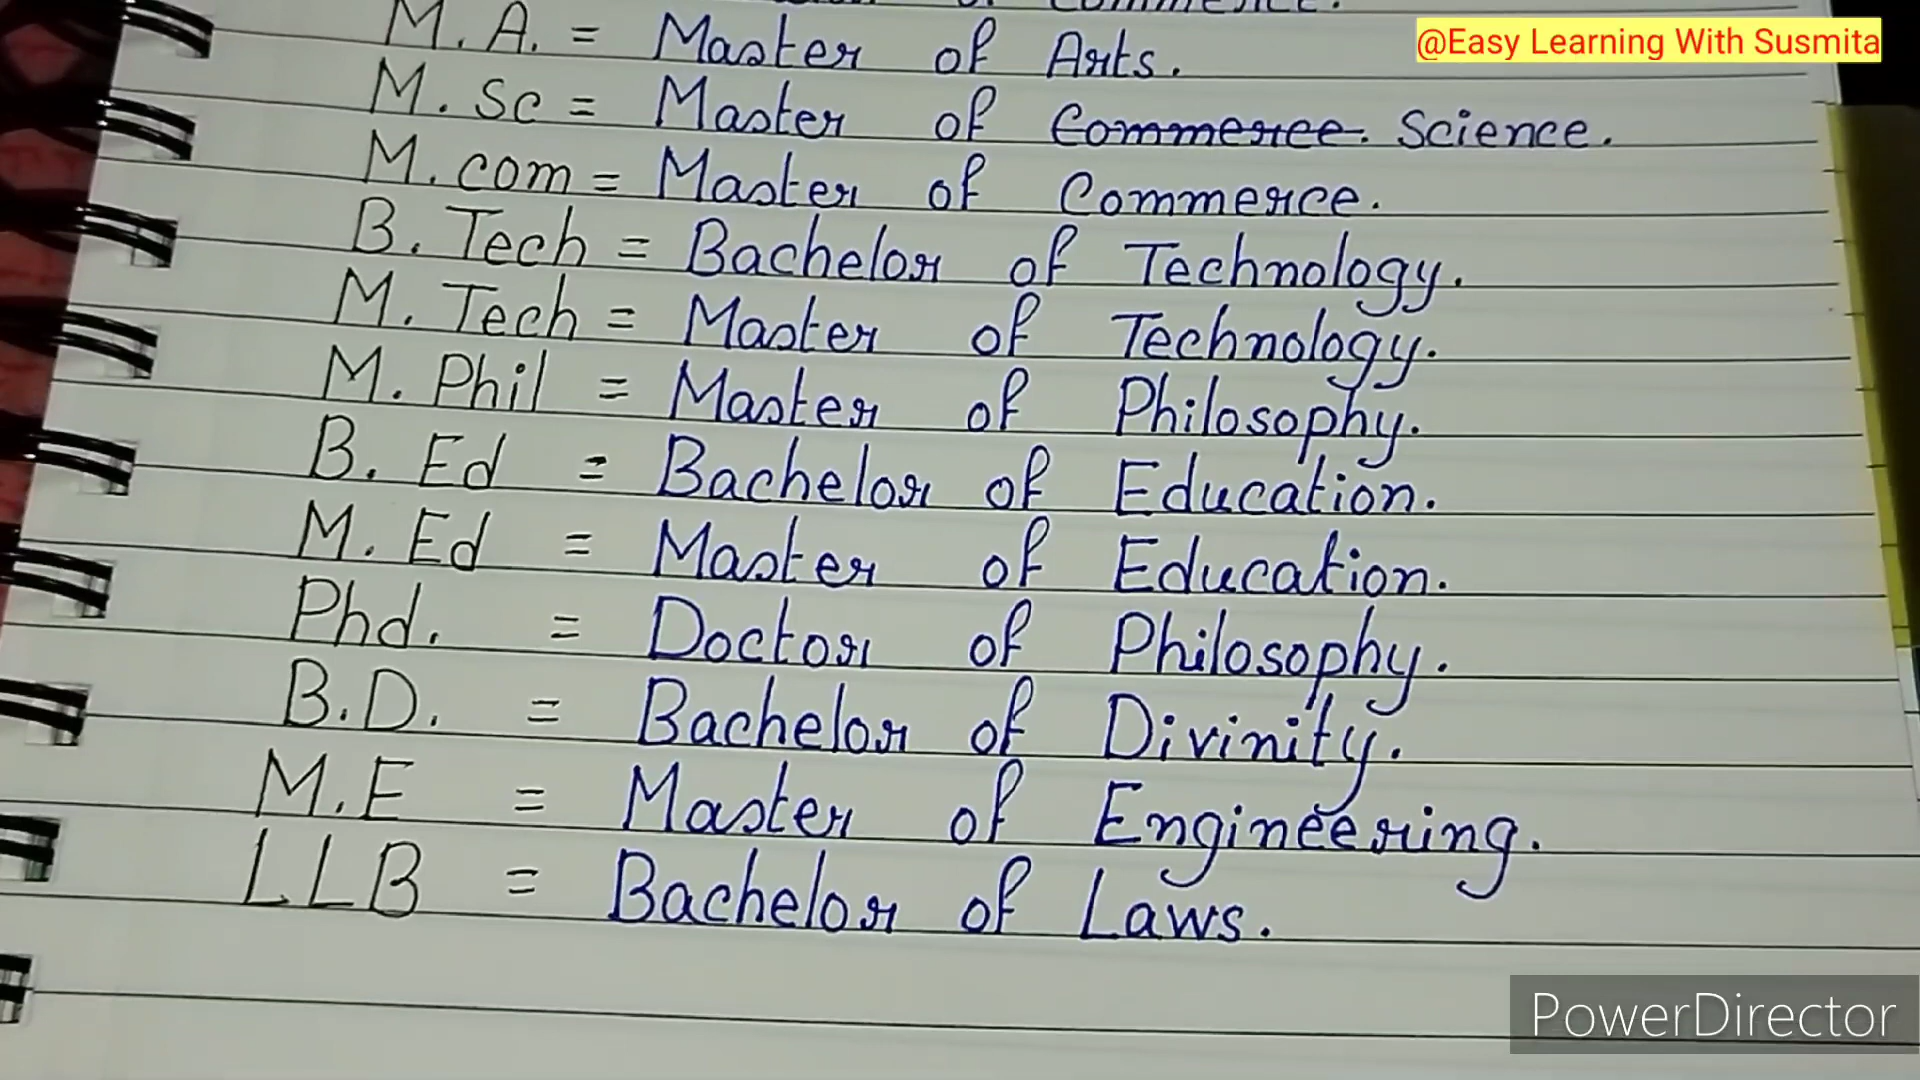 Commerce.
@Easy Learning With Susmita
M.A. = Master of Arts.
M.Sc = Master of Commerce. Science.
M.com = Master of Commerce.
B.Tech = Bachelor of Technology.
M.Tech = Master of Technology.
M.Phil = Master of Philosophy.
B.Ed = Bachelor of Education.
M.Ed = Master of Education.
Phd. = Doctor of Philosophy.
B.D. = Bachelor of Divinity.
M.E = Master of Engineering.
LLB = Bachelor of Laws.
PowerDirector